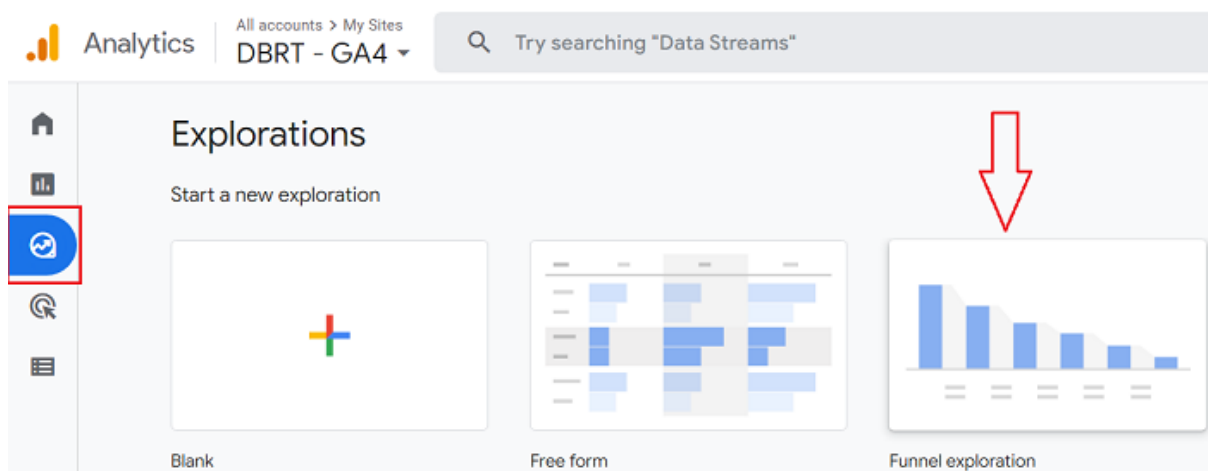 All accounts > My Sites
Analytics
DBRT - GA4
Try searching "Data Streams"
Explorations
Start a new exploration
Blank
Free form
Funnel exploration